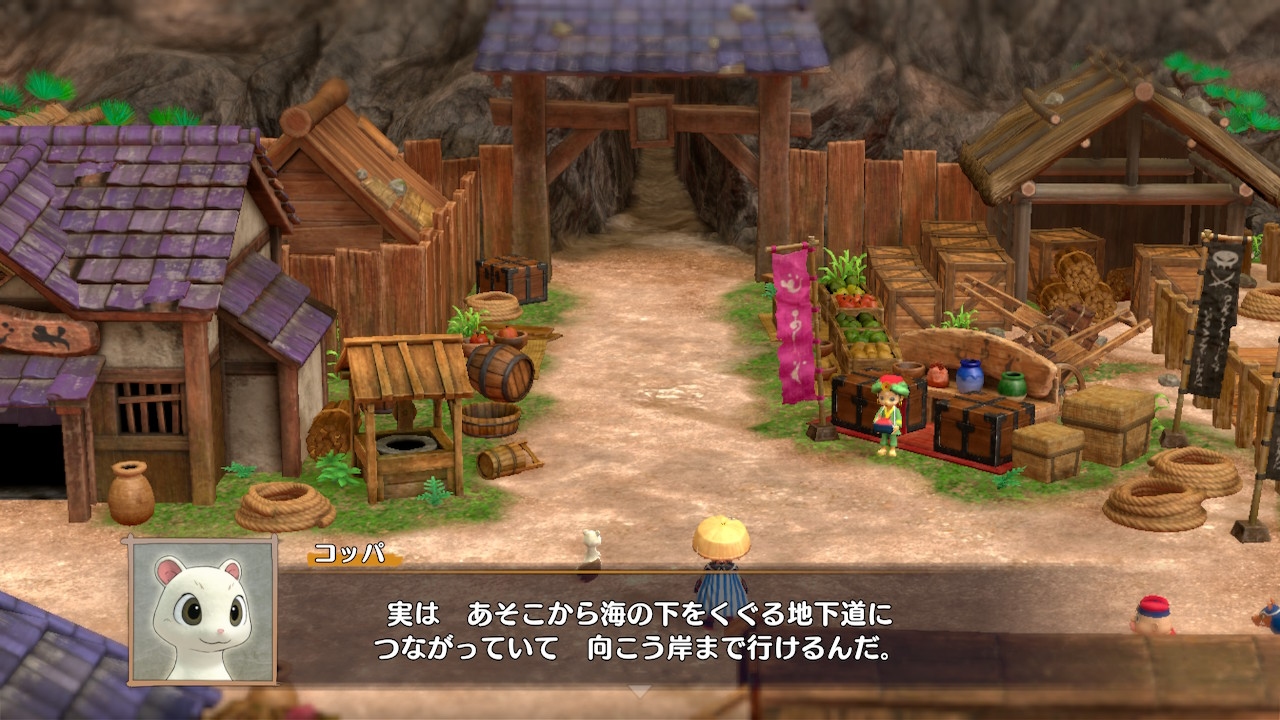 コッパ
実は　あそこから海の下をくぐる地下道に
つながっていて　向こう岸まで行けるんだ。